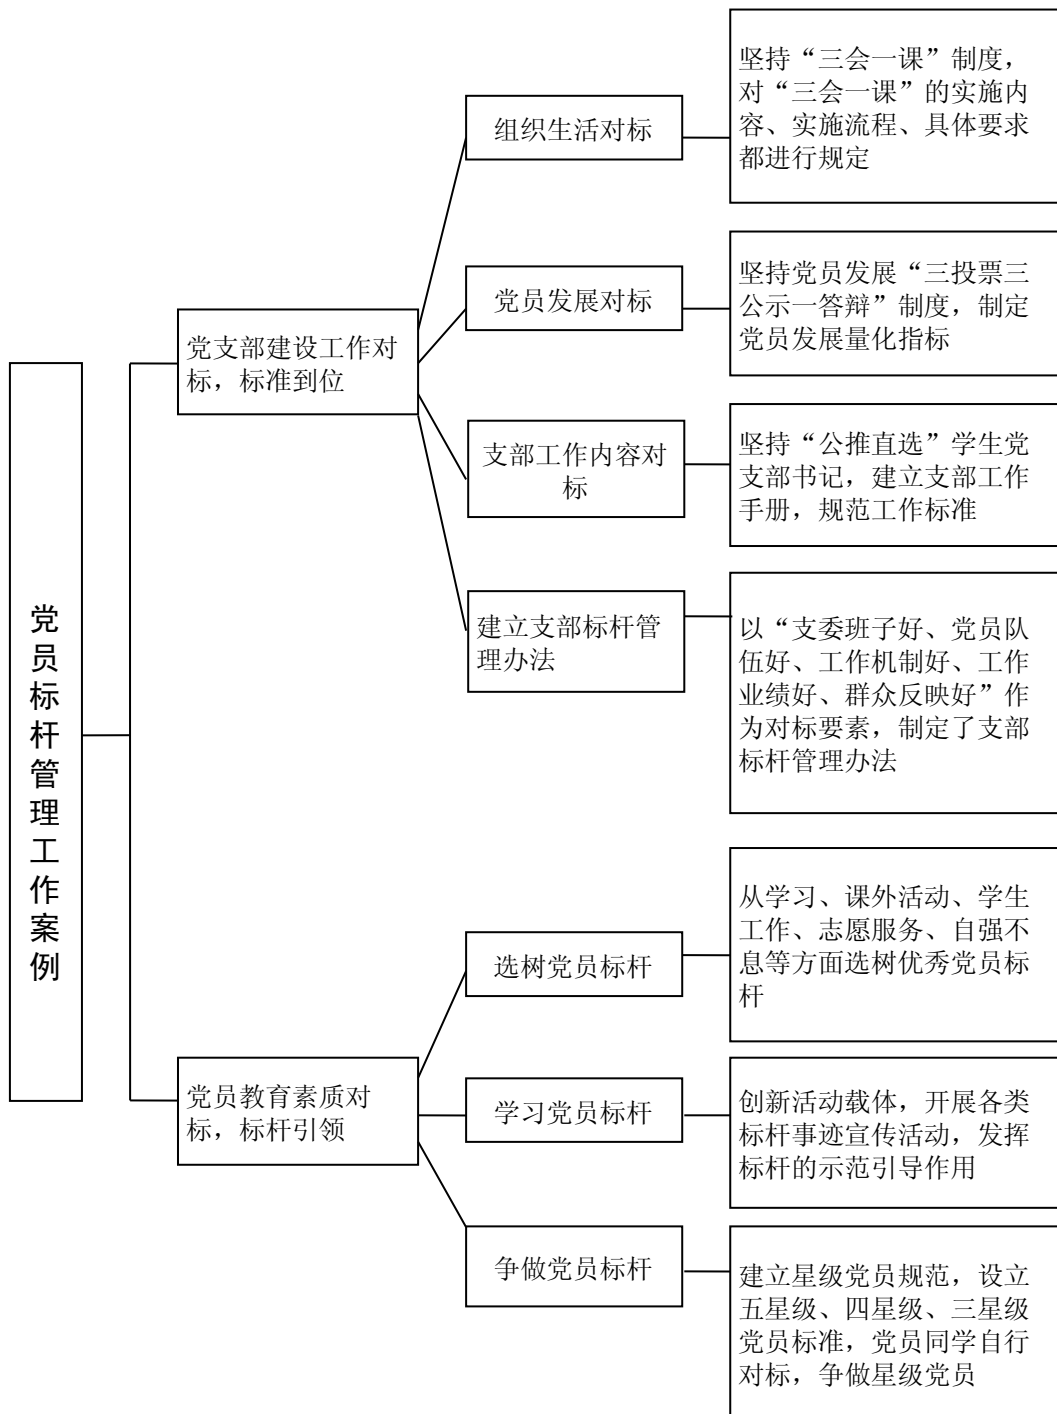 党员标杆管理工作案例
党支部建设工作对
标，标准到位
组织生活对标
坚持“三会一课”制度，
对“三会一课”的实施内
容、实施流程、具体要求
都进行规定
党员发展对标
坚持党员发展“三投票三
公示一答辩”制度，制定
党员发展量化指标
支部工作内容对
标
坚持“公推直选”学生党
支部书记，建立支部工作
手册，规范工作标准
建立支部标杆管
理办法
以“支委班子好、党员队
伍好、工作机制好、工作
业绩好、群众反映好”作
为对标要素，制定了支部
标杆管理办法
党员教育素质对
标，标杆引领
选树党员标杆
从学习、课外活动、学生
工作、志愿服务、自强不
息等方面选树优秀党员标
杆
学习党员标杆
创新活动载体，开展各类
标杆事迹宣传活动，发挥
标杆的示范引导作用
争做党员标杆
建立星级党员规范，设立
五星级、四星级、三星级
党员标准，党员同学自行
对标，争做星级党员